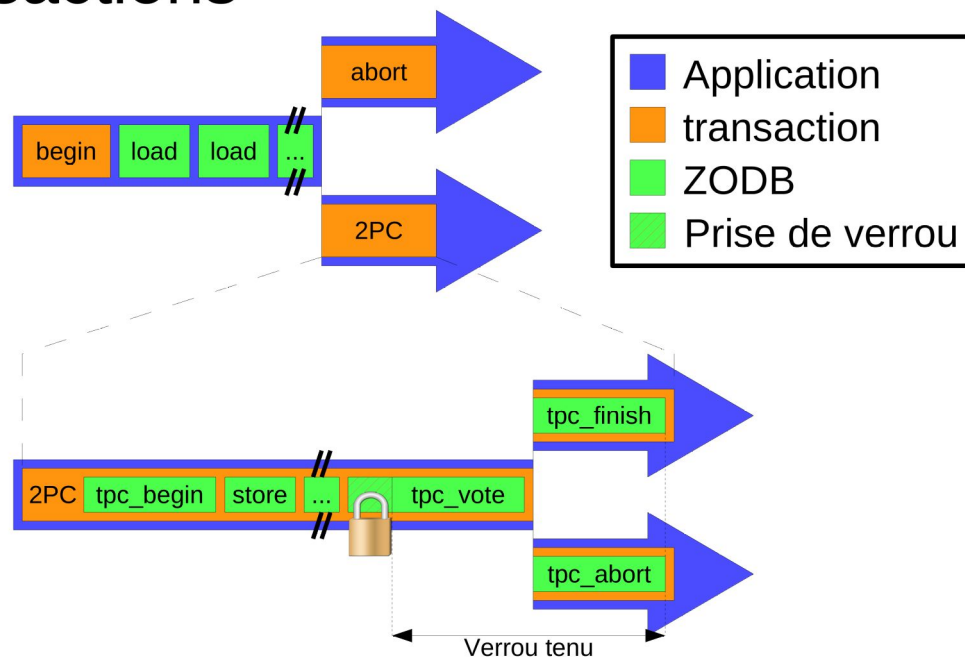 abort
begin
load
load
...
2PC
Application
transaction
ZODB
Prise de verrou
2PC
tpc_begin
store
...
tpc_vote
tpc_finish
tpc_abort
Verrou tenu